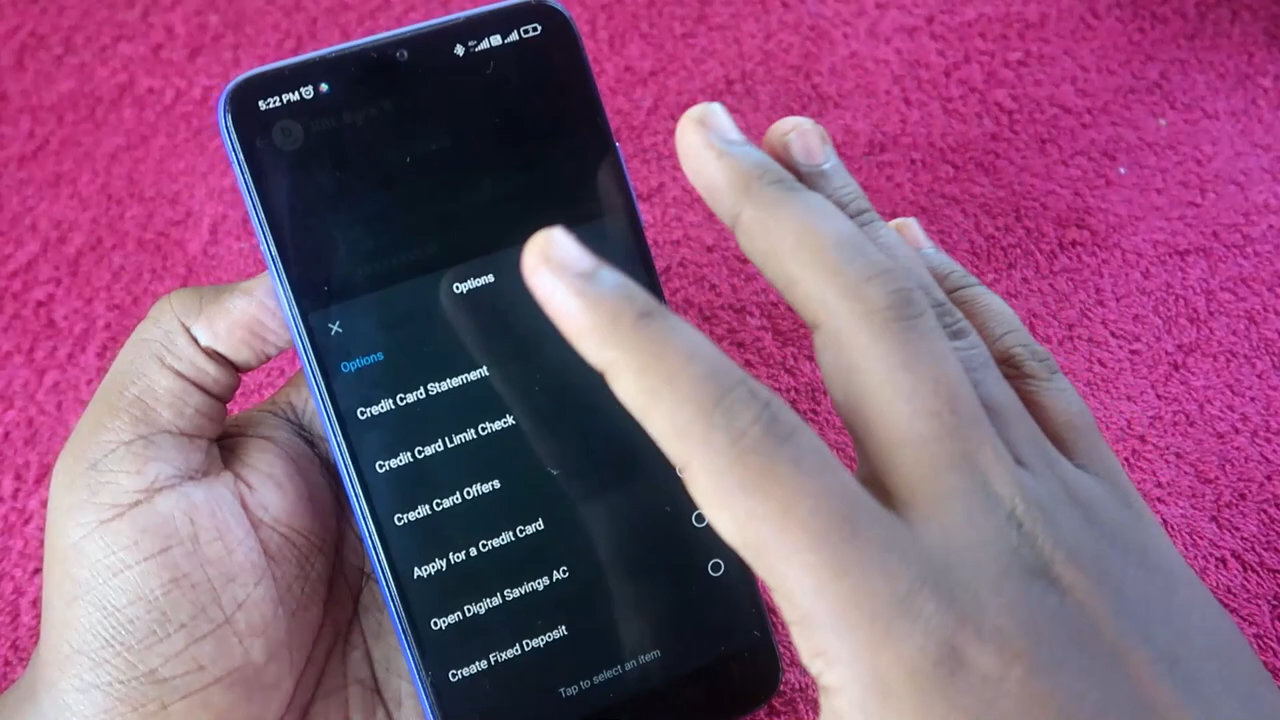 5:22 PM
Options
Options
Credit Card Statement
Credit Card Limit Check
Credit Card Offers
Apply for a Credit Card
Open Digital Savings AC
Create Fixed Deposit
Tap to select an item